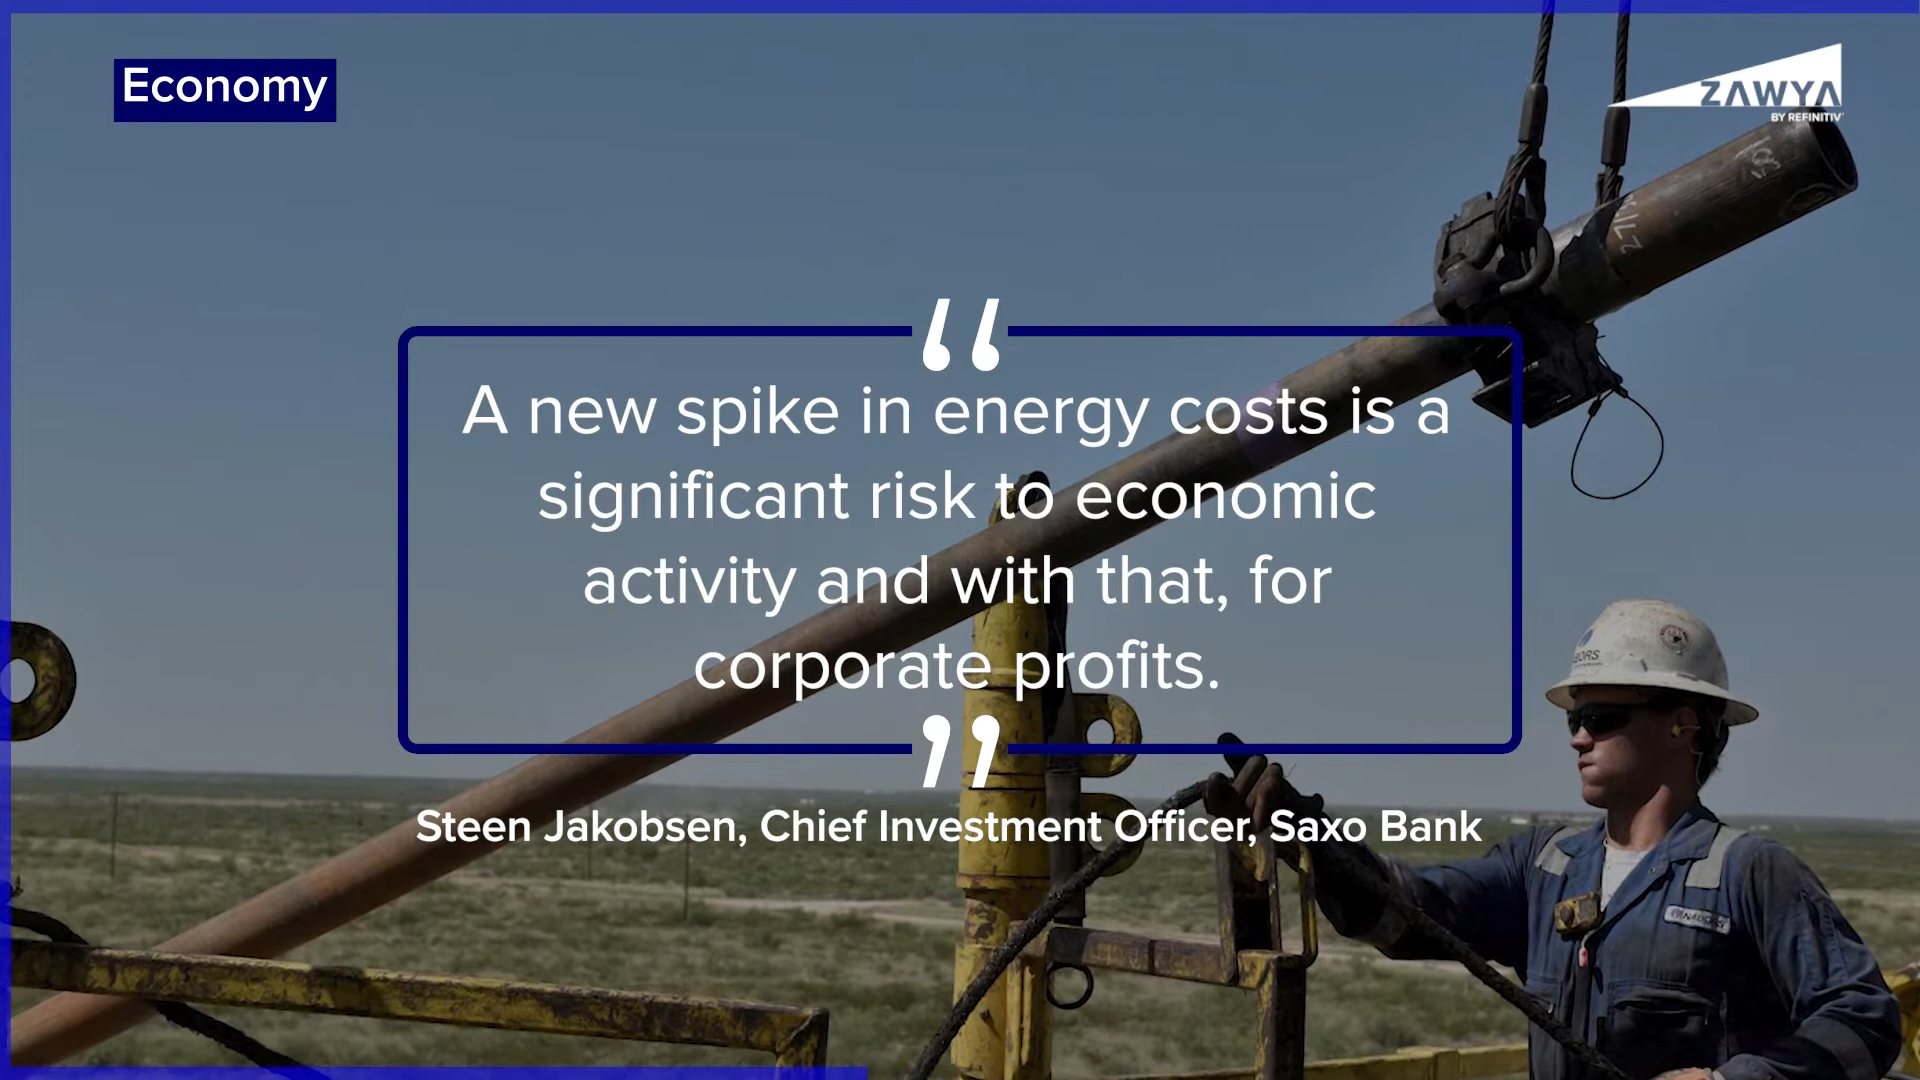 Economy
ZAWYA
BY REFINITIV
“
A new spike in energy costs is a
significant risk to economic
activity and with that, for
corporate profits.
”
Steen Jakobsen, Chief Investment Officer, Saxo Bank
NABORS